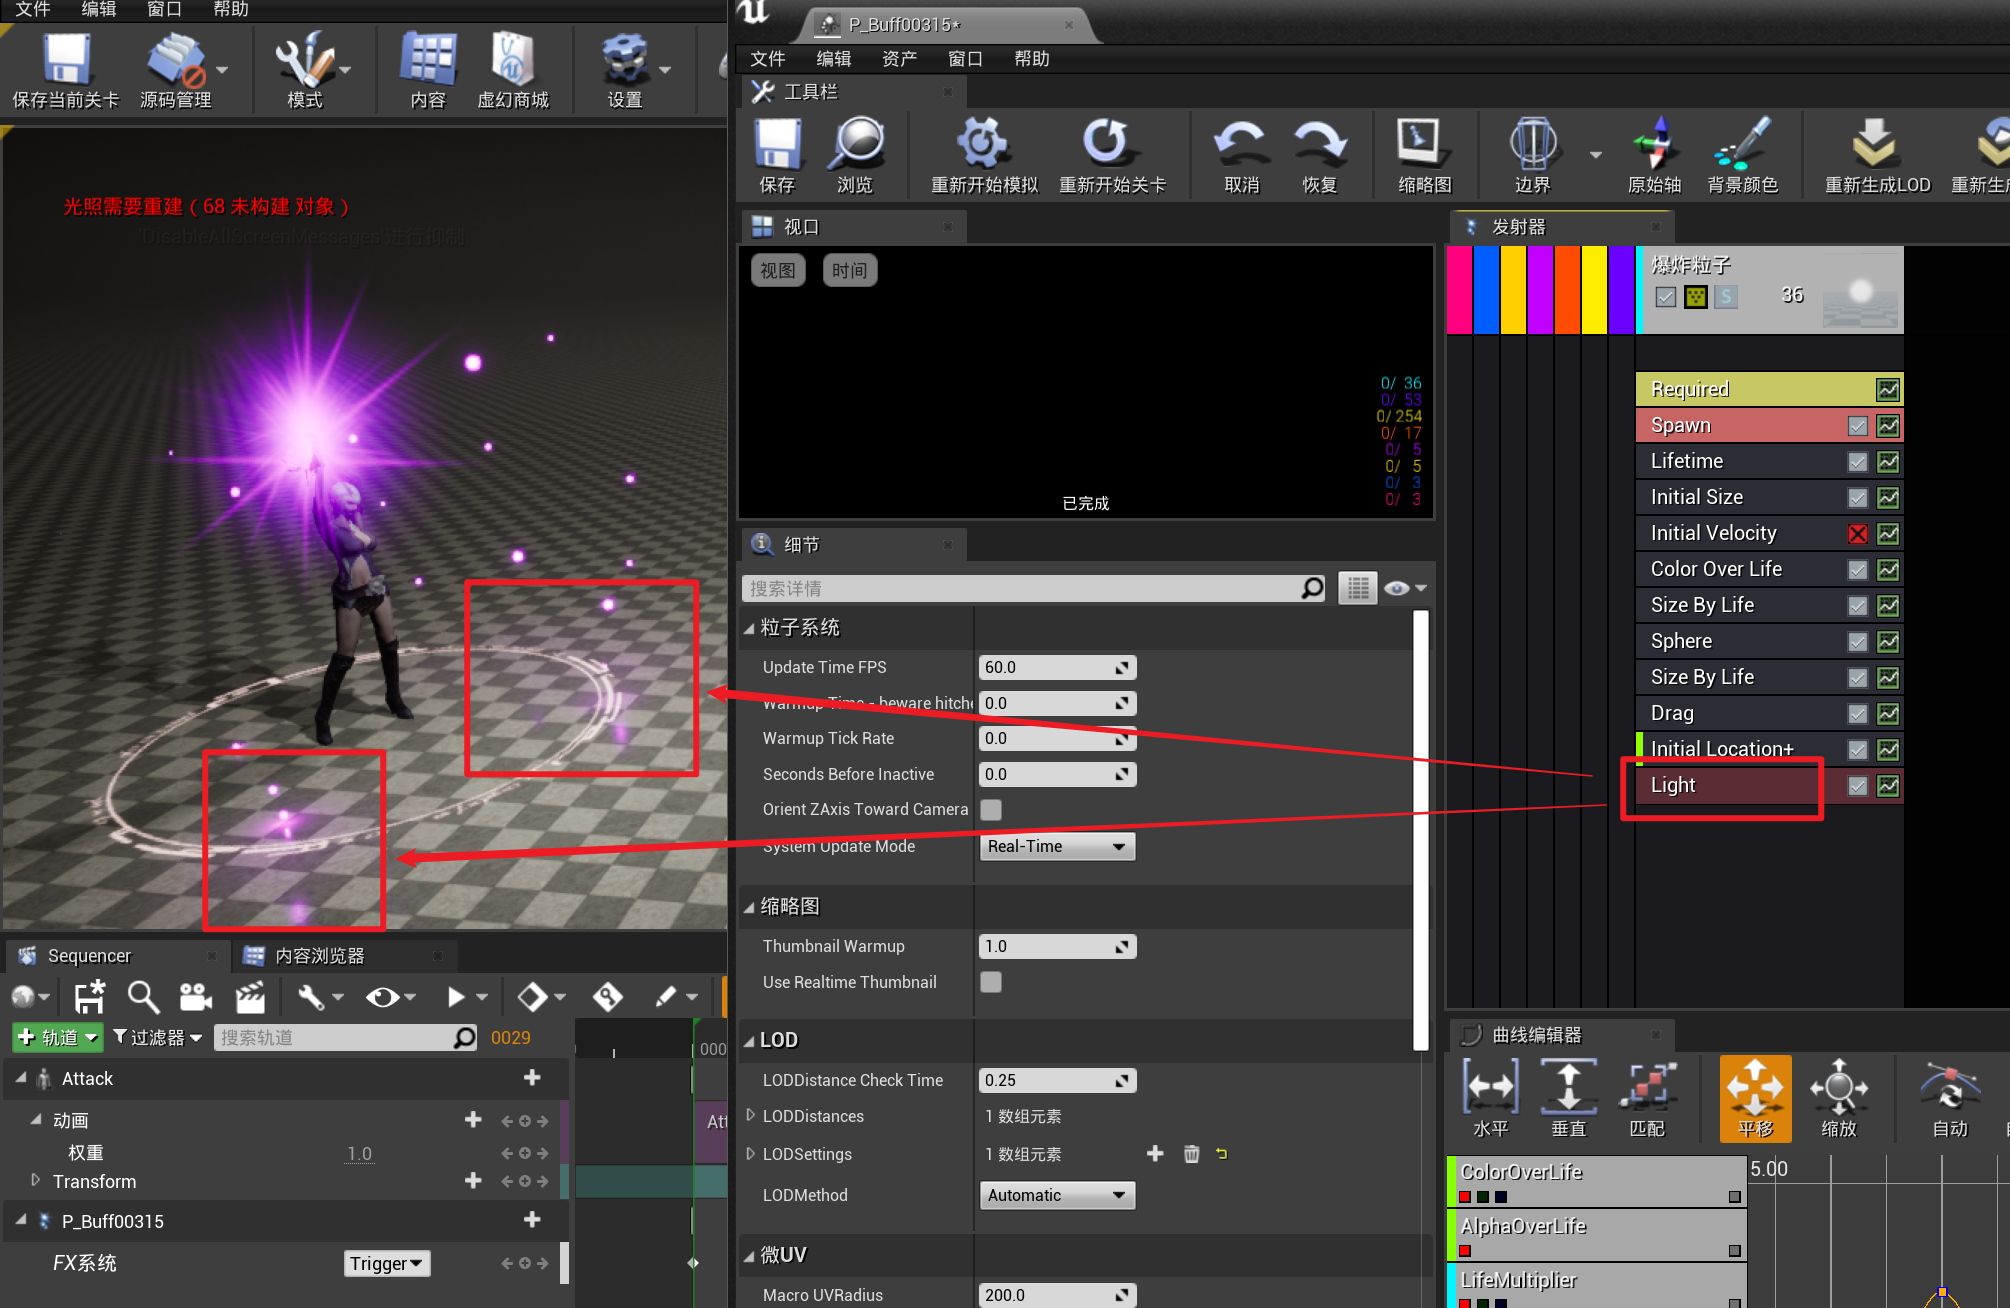 文件 编辑 窗口 帮助
保存当前关卡 源码管理 模式 内容 虚幻商城 设置
光照需要重建 ( 68 未构建 对象 )
'DisableAllScreenMessages'进行抑制
P_Buff00315*
文件 编辑 资产 窗口 帮助
工具栏
保存 浏览 重新开始模拟 重新开始关卡 取消 恢复 缩略图 边界 原始轴 背景颜色 重新生成LOD 重新生
视口
视图 时间
0/ 36
0/ 53
0/ 254
0/ 17
0/ 5
0/ 5
0/ 3
0/ 3
已完成
细节
搜索详情
粒子系统
Update Time FPS 60.0
Warmup Time - beware hitche 0.0
Warmup Tick Rate 0.0
Seconds Before Inactive 0.0
Orient ZAxis Toward Camera
System Update Mode Real-Time
缩略图
Thumbnail Warmup 1.0
Use Realtime Thumbnail
LOD
LODDistance Check Time 0.25
LODDistances 1 数组元素
LODSettings 1 数组元素
LODMethod Automatic
微UV
Macro UVRadius 200.0
发射器
爆炸粒子
S 36
Required
Spawn
Lifetime
Initial Size
Initial Velocity
Color Over Life
Size By Life
Sphere
Size By Life
Drag
Initial Location+
Light
曲线编辑器
水平 垂直 匹配 平移 缩放 自动
ColorOverLife
AlphaOverLife
LifeMultiplier
5.00
Sequencer 内容浏览器
轨道 过滤器 搜索轨道 0029
000
Attack
动画
Att
权重 1.0
Transform
P_Buff00315
FX系统 Trigger